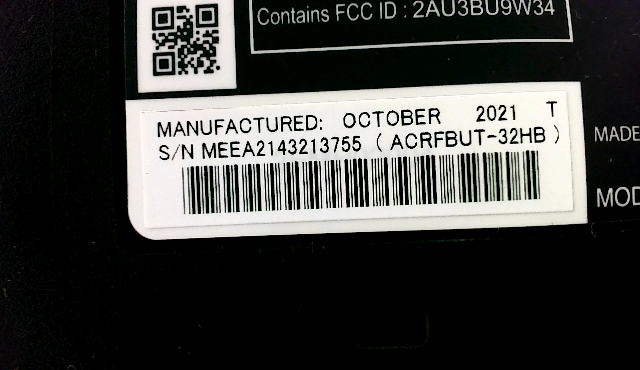 Contains FCC ID : 2AU3BU9W34
MANUFACTURED: OCTOBER 2021 T
S/N MEEA2143213755 ( ACRFBUT-32HB )
MADE
MOD